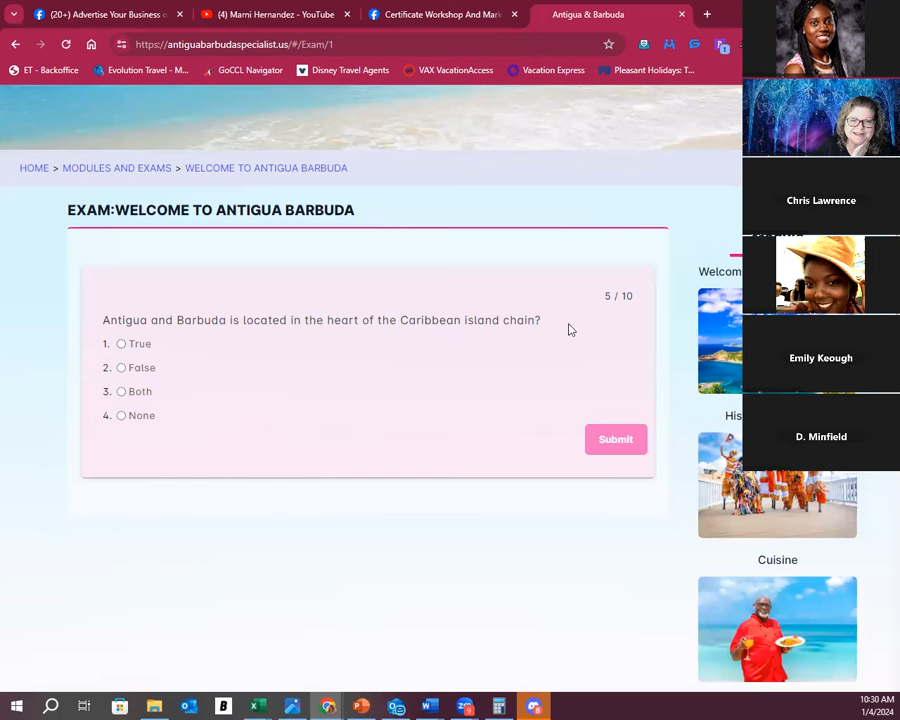 (20+) Advertise Your Business o
(4) Marni Hernandez - YouTube
Certificate Workshop And Mark
Antigua & Barbuda
https://antiguabarbudaspecialist.us/#/Exam/1
ET - Backoffice
Evolution Travel - M...
GoCCL Navigator
Disney Travel Agents
VAX VacationAccess
Vacation Express
Pleasant Holidays: T...
HOME > MODULES AND EXAMS > WELCOME TO ANTIGUA BARBUDA
EXAM:WELCOME TO ANTIGUA BARBUDA
5 / 10
Antigua and Barbuda is located in the heart of the Caribbean island chain?
1. True
2. False
3. Both
4. None
Submit
Welcom
His
Cuisine
Chris Lawrence
Emily Keough
D. Minfield
10:30 AM
1/4/2024